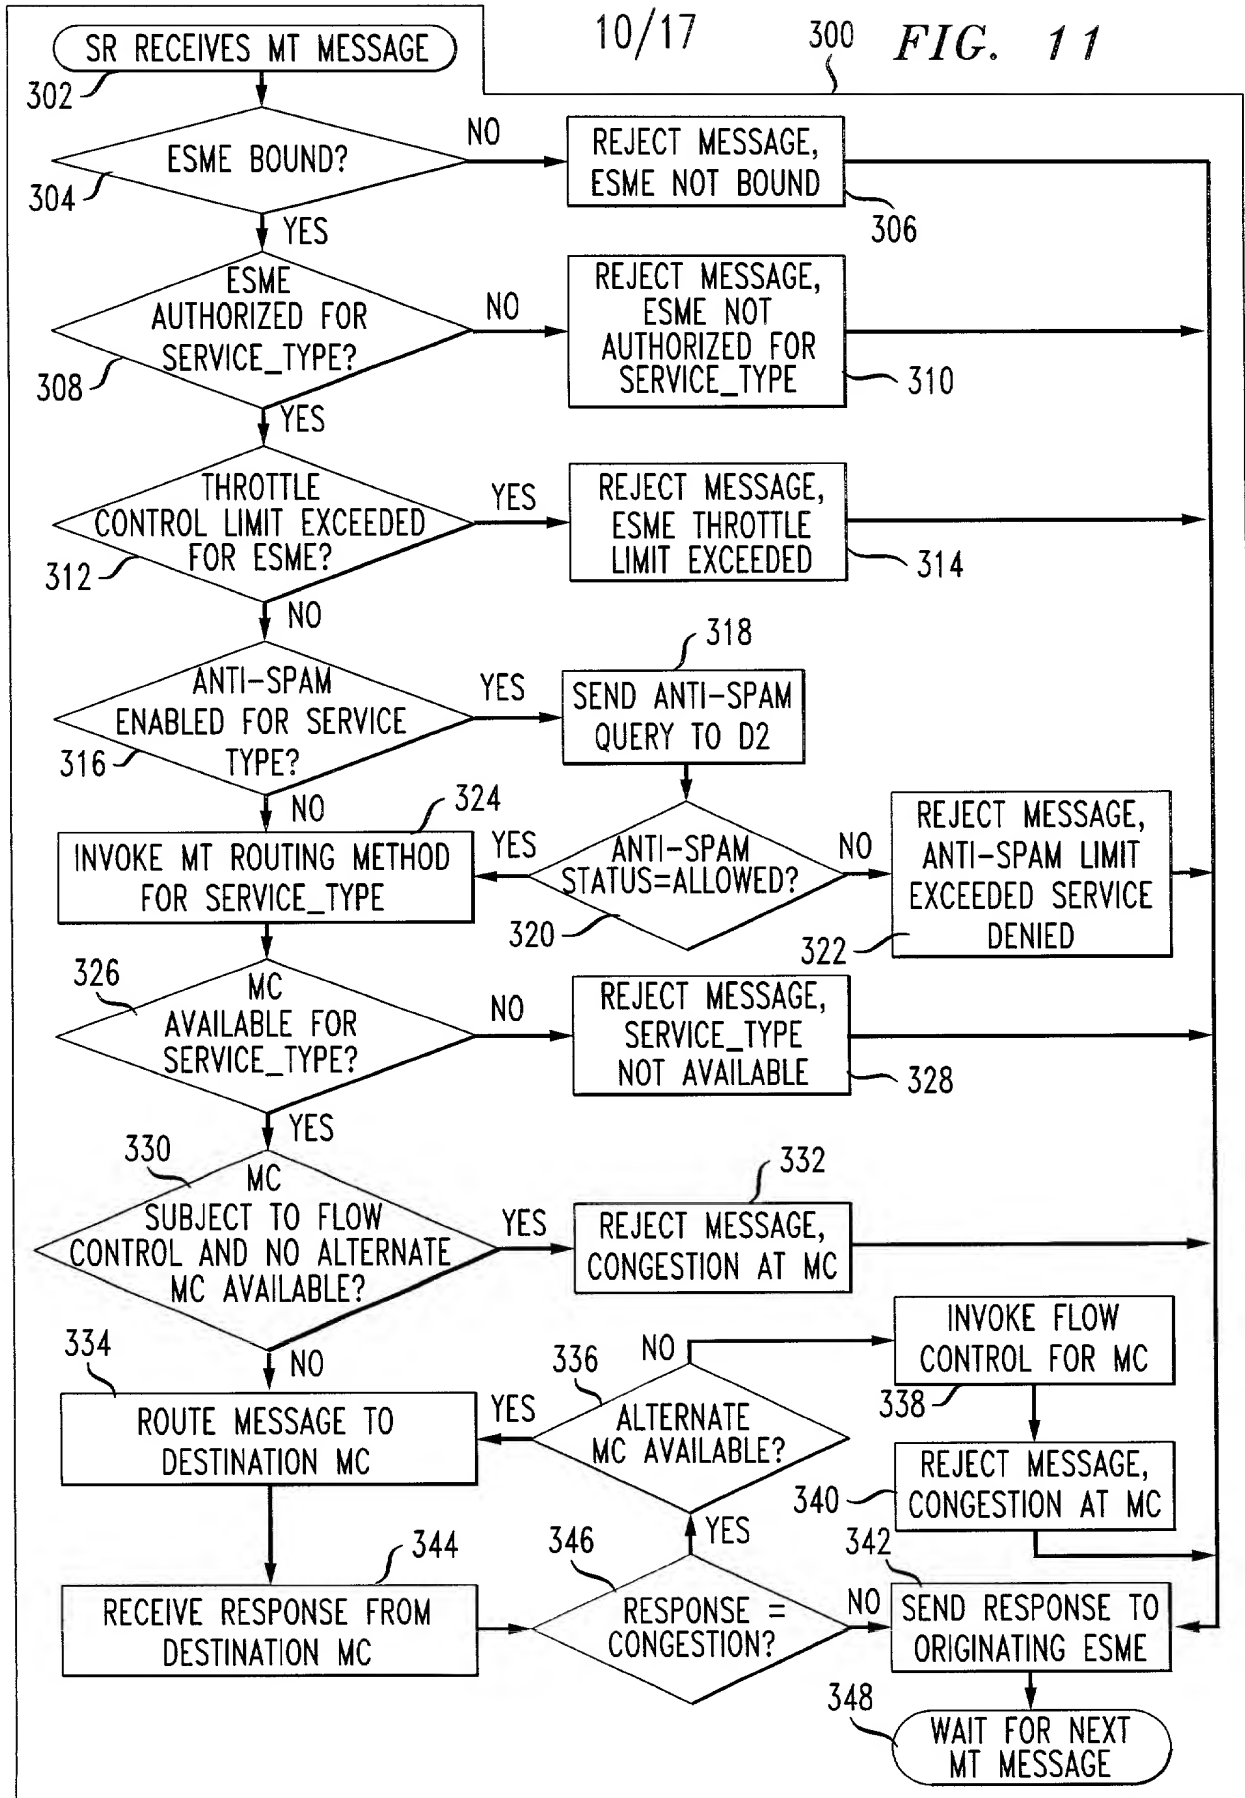 10/17
300
FIG. 11
SR RECEIVES MT MESSAGE
302
ESME BOUND?
304
NO
REJECT MESSAGE,
ESME NOT BOUND
306
YES
ESME
AUTHORIZED FOR
SERVICE_TYPE?
308
NO
REJECT MESSAGE,
ESME NOT
AUTHORIZED FOR
SERVICE_TYPE
310
YES
THROTTLE
CONTROL LIMIT EXCEEDED
FOR ESME?
312
YES
REJECT MESSAGE,
ESME THROTTLE
LIMIT EXCEEDED
314
NO
ANTI-SPAM
ENABLED FOR SERVICE
TYPE?
316
YES
318
SEND ANTI-SPAM
QUERY TO D2
NO
324
INVOKE MT ROUTING METHOD
FOR SERVICE_TYPE
YES
ANTI-SPAM
STATUS=ALLOWED?
320
NO
REJECT MESSAGE,
ANTI-SPAM LIMIT
EXCEEDED SERVICE
DENIED
322
326
MC
AVAILABLE FOR
SERVICE_TYPE?
NO
REJECT MESSAGE,
SERVICE_TYPE
NOT AVAILABLE
328
YES
330
MC
SUBJECT TO FLOW
CONTROL AND NO ALTERNATE
MC AVAILABLE?
YES
332
REJECT MESSAGE,
CONGESTION AT MC
NO
334
ROUTE MESSAGE TO
DESTINATION MC
YES
336
ALTERNATE
MC AVAILABLE?
NO
INVOKE FLOW
CONTROL FOR MC
338
REJECT MESSAGE,
CONGESTION AT MC
340
YES
344
RECEIVE RESPONSE FROM
DESTINATION MC
346
RESPONSE =
CONGESTION?
NO
342
SEND RESPONSE TO
ORIGINATING ESME
348
WAIT FOR NEXT
MT MESSAGE